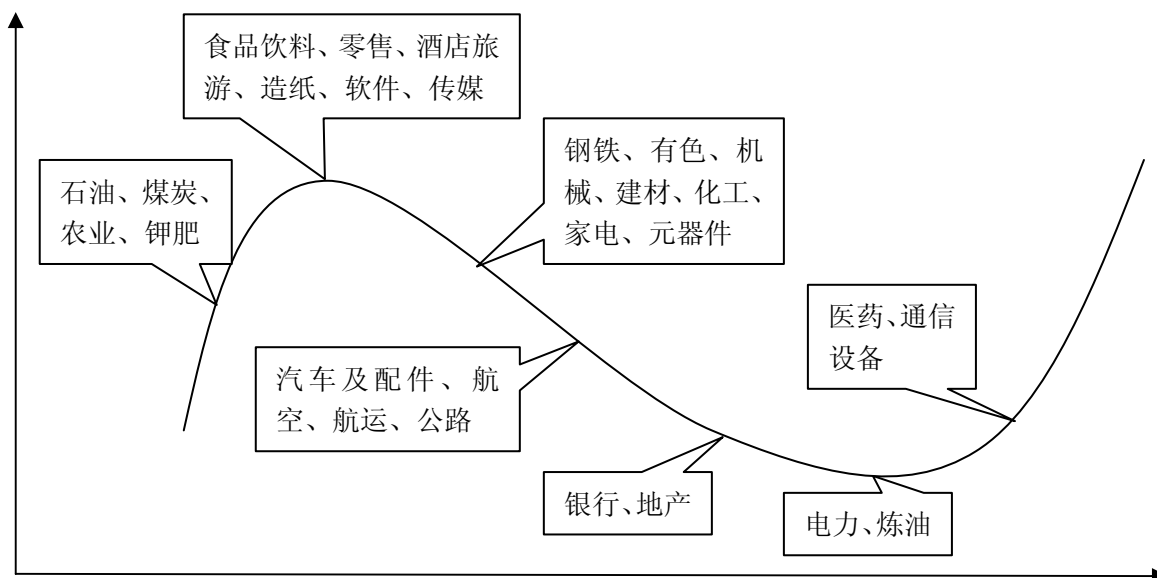 食品饮料、零售、酒店旅
游、造纸、软件、传媒
钢铁、有色、机
械、建材、化工、
家电、元器件
石油、煤炭、
农业、钾肥
医药、通信
设备
汽车及配件、航
空、航运、公路
银行、地产
电力、炼油